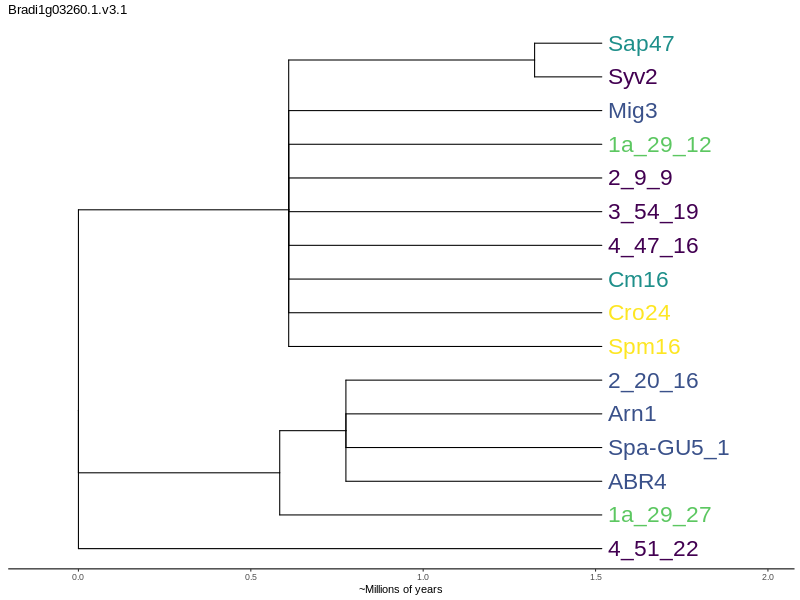 Bradi1g03260.1.v3.1
Sap47
Syv2
Mig3
1a_29_12
2_9_9
3_54_19
4_47_16
Cm16
Cro24
Spm16
2_20_16
Arn1
Spa-GU5_1
ABR4
1a_29_27
4_51_22
0.0 0.5 1.0 1.5 2.0
~Millions of years